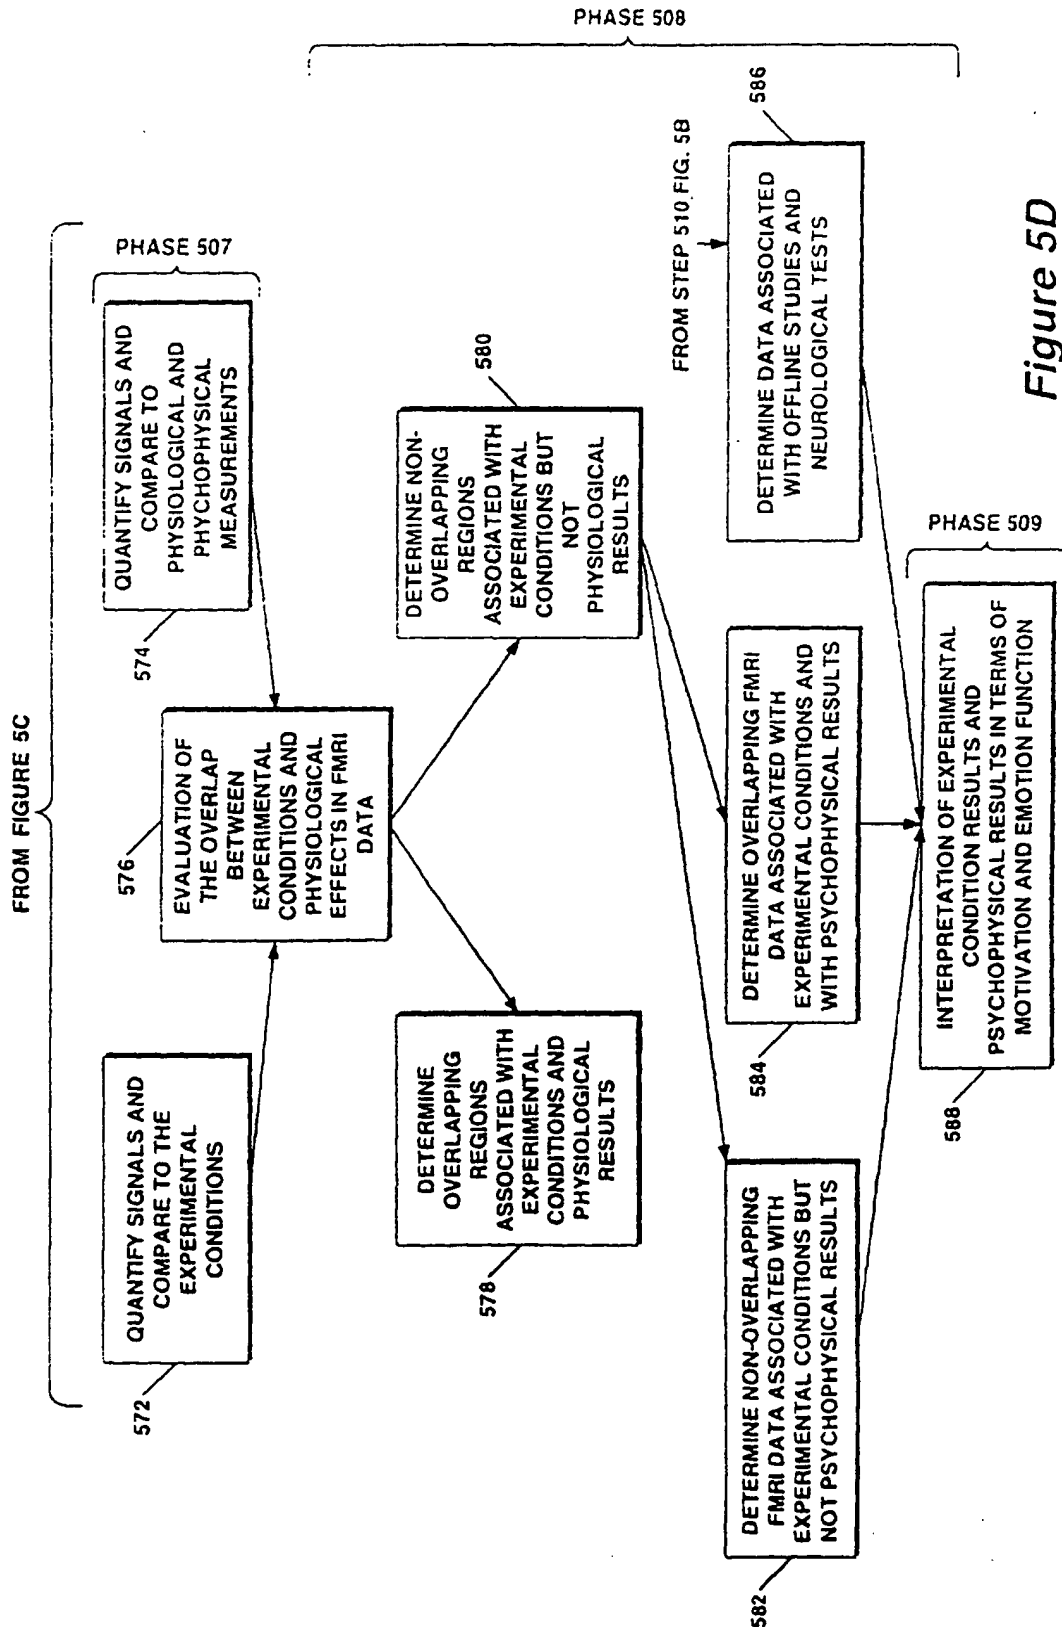 FROM FIGURE 5C
PHASE 507
572
QUANTIFY SIGNALS AND
COMPARE TO THE
EXPERIMENTAL
CONDITIONS
574
QUANTIFY SIGNALS AND
COMPARE TO
PHYSIOLOGICAL AND
PHYCHOPHYSICAL
MEASUREMENTS
576
EVALUATION OF
THE OVERLAP
BETWEEN
EXPERIMENTAL
CONDITIONS AND
PHYSIOLOGICAL
EFFECTS IN FMRI
DATA
PHASE 508
578
DETERMINE
OVERLAPPING
REGIONS
ASSOCIATED WITH
EXPERIMENTAL
CONDITIONS AND
PHYSIOLOGICAL
RESULTS
580
DETERMINE NON-
OVERLAPPING
REGIONS
ASSOCIATED WITH
EXPERIMENTAL
CONDITIONS BUT
NOT
PHYSIOLOGICAL
RESULTS
FROM STEP 510 FIG. 5B
582
DETERMINE NON-OVERLAPPING
FMRI DATA ASSOCIATED WITH
EXPERIMENTAL CONDITIONS BUT
NOT PSYCHOPHYSICAL RESULTS
584
DETERMINE OVERLAPPING FMRI
DATA ASSOCIATED WITH
EXPERIMENTAL CONDITIONS AND
WITH PSYCHOPHYSICAL RESULTS
586
DETERMINE DATA ASSOCIATED
WITH OFFLINE STUDIES AND
NEUROLOGICAL TESTS
PHASE 509
588
INTERPRETATION OF EXPERIMENTAL
CONDITION RESULTS AND
PSYCHOPHYSICAL RESULTS IN TERMS OF
MOTIVATION AND EMOTION FUNCTION
Figure 5D